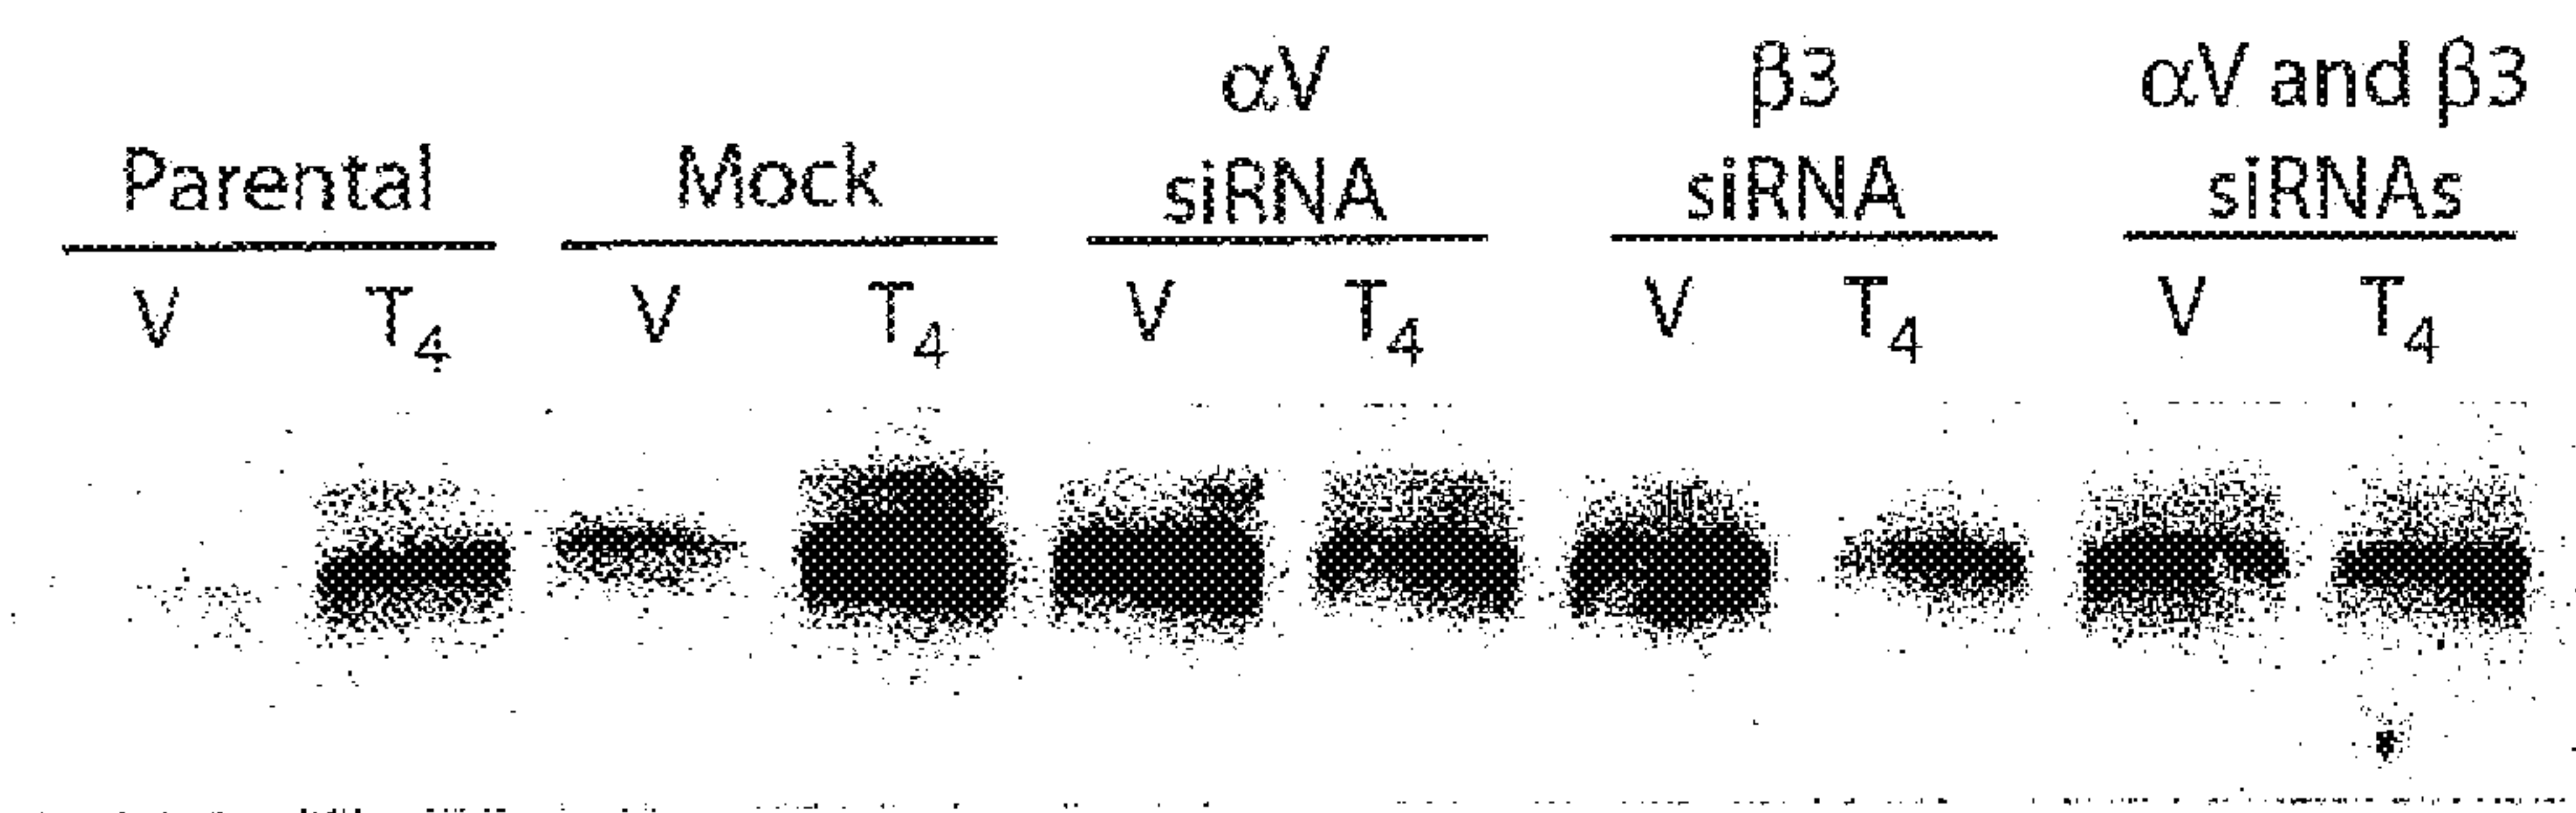 αV β3 αV and β3
Parental Mock siRNA siRNA siRNAs
V T₄ V T₄ V T₄ V T₄ V T₄